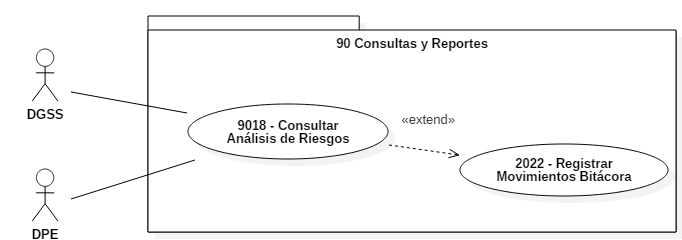 90 Consultas y Reportes
DGSS
9018 - Consultar
Análisis de Riesgos
«extend»
2022 - Registrar
Movimientos Bitácora
DPE